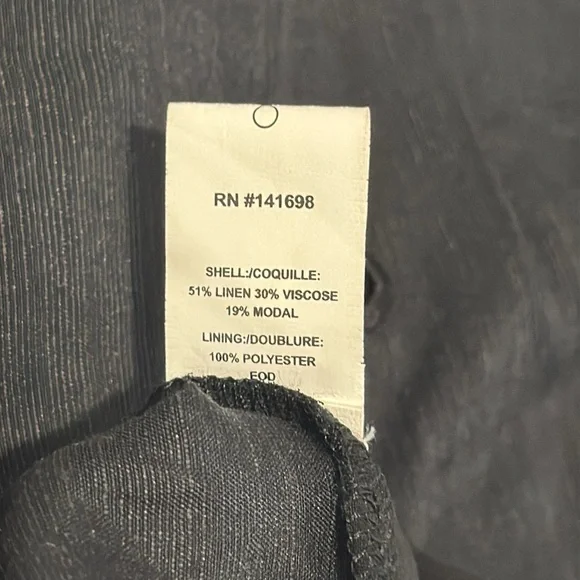 RN #141698
SHELL:/COQUILLE:
51% LINEN 30% VISCOSE
19% MODAL
LINING:/DOUBLURE:
100% POLYESTER